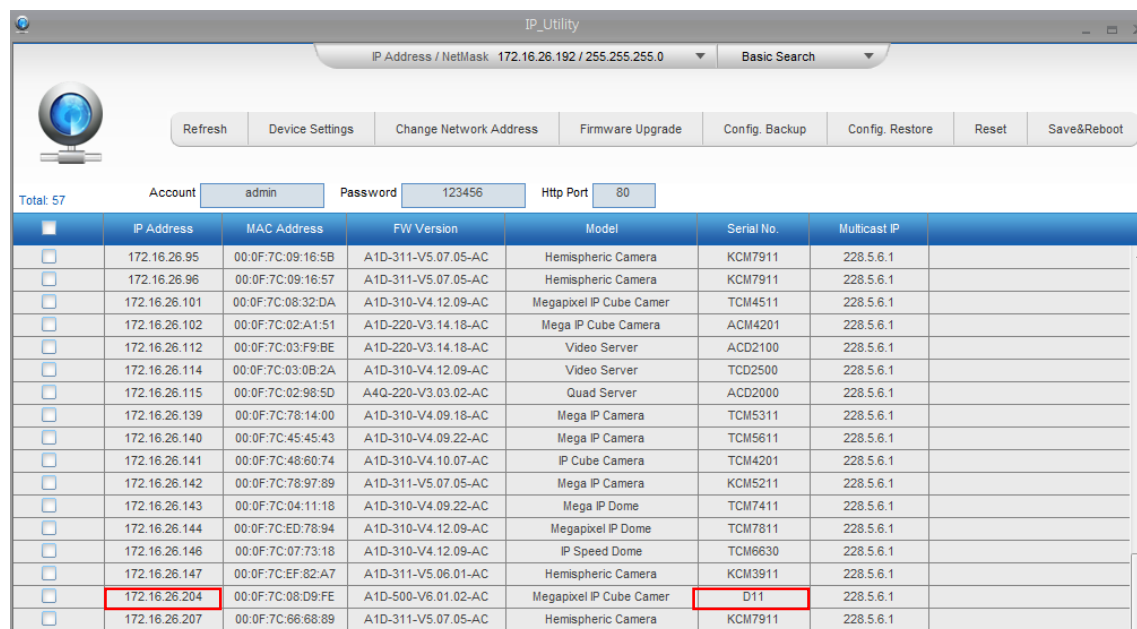 IP_Utility
IP Address / NetMask 172.16.26.192 / 255.255.255.0 Basic Search
Refresh Device Settings Change Network Address Firmware Upgrade Config. Backup Config. Restore Reset Save&Reboot
Total: 57 Account admin Password 123456 Http Port 80
IP Address MAC Address FW Version Model Serial No. Multicast IP
172.16.26.95 00:0F:7C:09:16:5B A1D-311-V5.07.05-AC Hemispheric Camera KCM7911 228.5.6.1
172.16.26.96 00:0F:7C:09:16:57 A1D-311-V5.07.05-AC Hemispheric Camera KCM7911 228.5.6.1
172.16.26.101 00:0F:7C:08:32:DA A1D-310-V4.12.09-AC Megapixel IP Cube Camer TCM4511 228.5.6.1
172.16.26.102 00:0F:7C:02:A1:51 A1D-220-V3.14.18-AC Mega IP Cube Camera ACM4201 228.5.6.1
172.16.26.112 00:0F:7C:03:F9:BE A1D-220-V3.14.18-AC Video Server ACD2100 228.5.6.1
172.16.26.114 00:0F:7C:03:0B:2A A1D-310-V4.12.09-AC Video Server TCD2500 228.5.6.1
172.16.26.115 00:0F:7C:02:98:5D A4Q-220-V3.03.02-AC Quad Server ACD2000 228.5.6.1
172.16.26.139 00:0F:7C:78:14:00 A1D-310-V4.09.18-AC Mega IP Camera TCM5311 228.5.6.1
172.16.26.140 00:0F:7C:45:45:43 A1D-310-V4.09.22-AC Mega IP Camera TCM5611 228.5.6.1
172.16.26.141 00:0F:7C:48:60:74 A1D-310-V4.10.07-AC IP Cube Camera TCM4201 228.5.6.1
172.16.26.142 00:0F:7C:78:97:89 A1D-311-V5.07.05-AC Mega IP Camera KCM5211 228.5.6.1
172.16.26.143 00:0F:7C:04:11:18 A1D-310-V4.09.22-AC Mega IP Dome TCM7411 228.5.6.1
172.16.26.144 00:0F:7C:ED:78:94 A1D-310-V4.12.09-AC Megapixel IP Dome TCM7811 228.5.6.1
172.16.26.146 00:0F:7C:07:73:18 A1D-310-V4.12.09-AC IP Speed Dome TCM6630 228.5.6.1
172.16.26.147 00:0F:7C:EF:82:A7 A1D-311-V5.06.01-AC Hemispheric Camera KCM3911 228.5.6.1
172.16.26.204 00:0F:7C:08:D9:FE A1D-500-V6.01.02-AC Megapixel IP Cube Camer D11 228.5.6.1
172.16.26.207 00:0F:7C:66:68:89 A1D-311-V5.07.05-AC Hemispheric Camera KCM7911 228.5.6.1